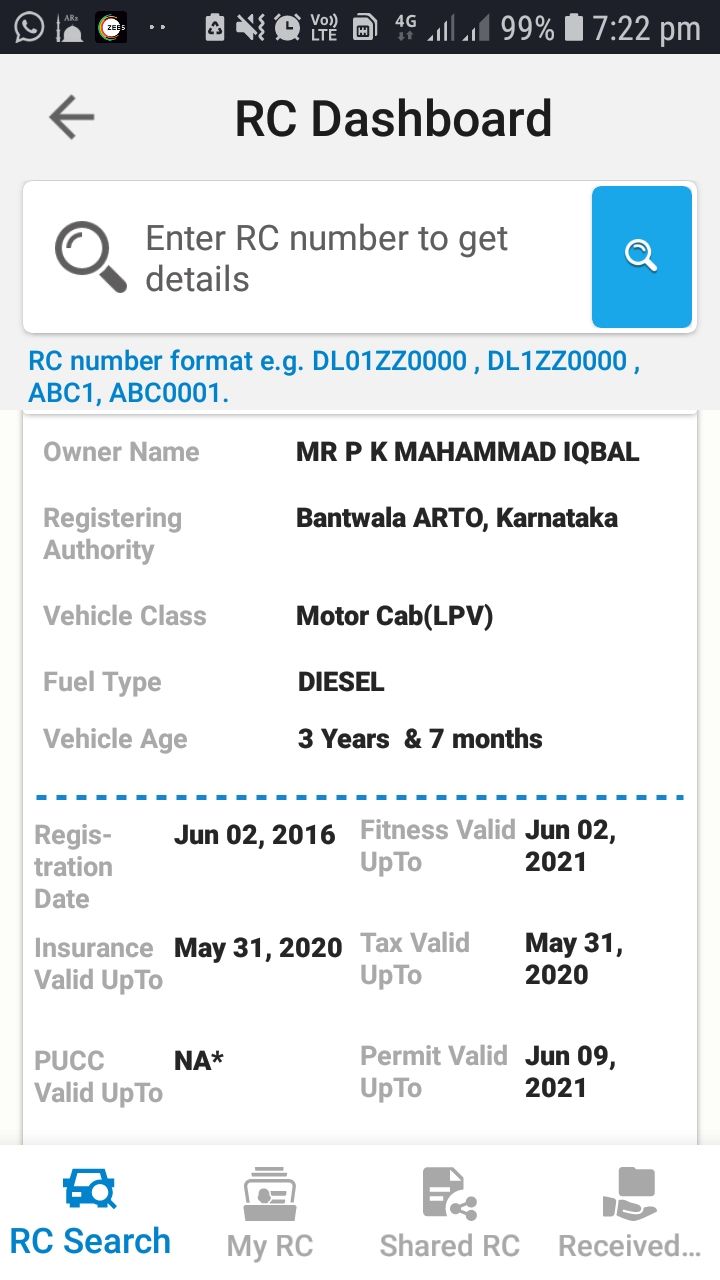 ARs
ZEE5
Vo))
LTE
4G
99%
7:22 pm
RC Dashboard
Enter RC number to get
details
RC number format e.g. DL01ZZ0000 , DL1ZZ0000 ,
ABC1, ABC0001.
Owner Name MR P K MAHAMMAD IQBAL
Registering Bantwala ARTO, Karnataka
Authority
Vehicle Class Motor Cab(LPV)
Fuel Type DIESEL
Vehicle Age 3 Years & 7 months
Regis- Jun 02, 2016 Fitness Valid Jun 02,
tration UpTo 2021
Date
Insurance May 31, 2020 Tax Valid May 31,
Valid UpTo UpTo 2020
PUCC NA* Permit Valid Jun 09,
Valid UpTo UpTo 2021
RC Search My RC Shared RC Received...